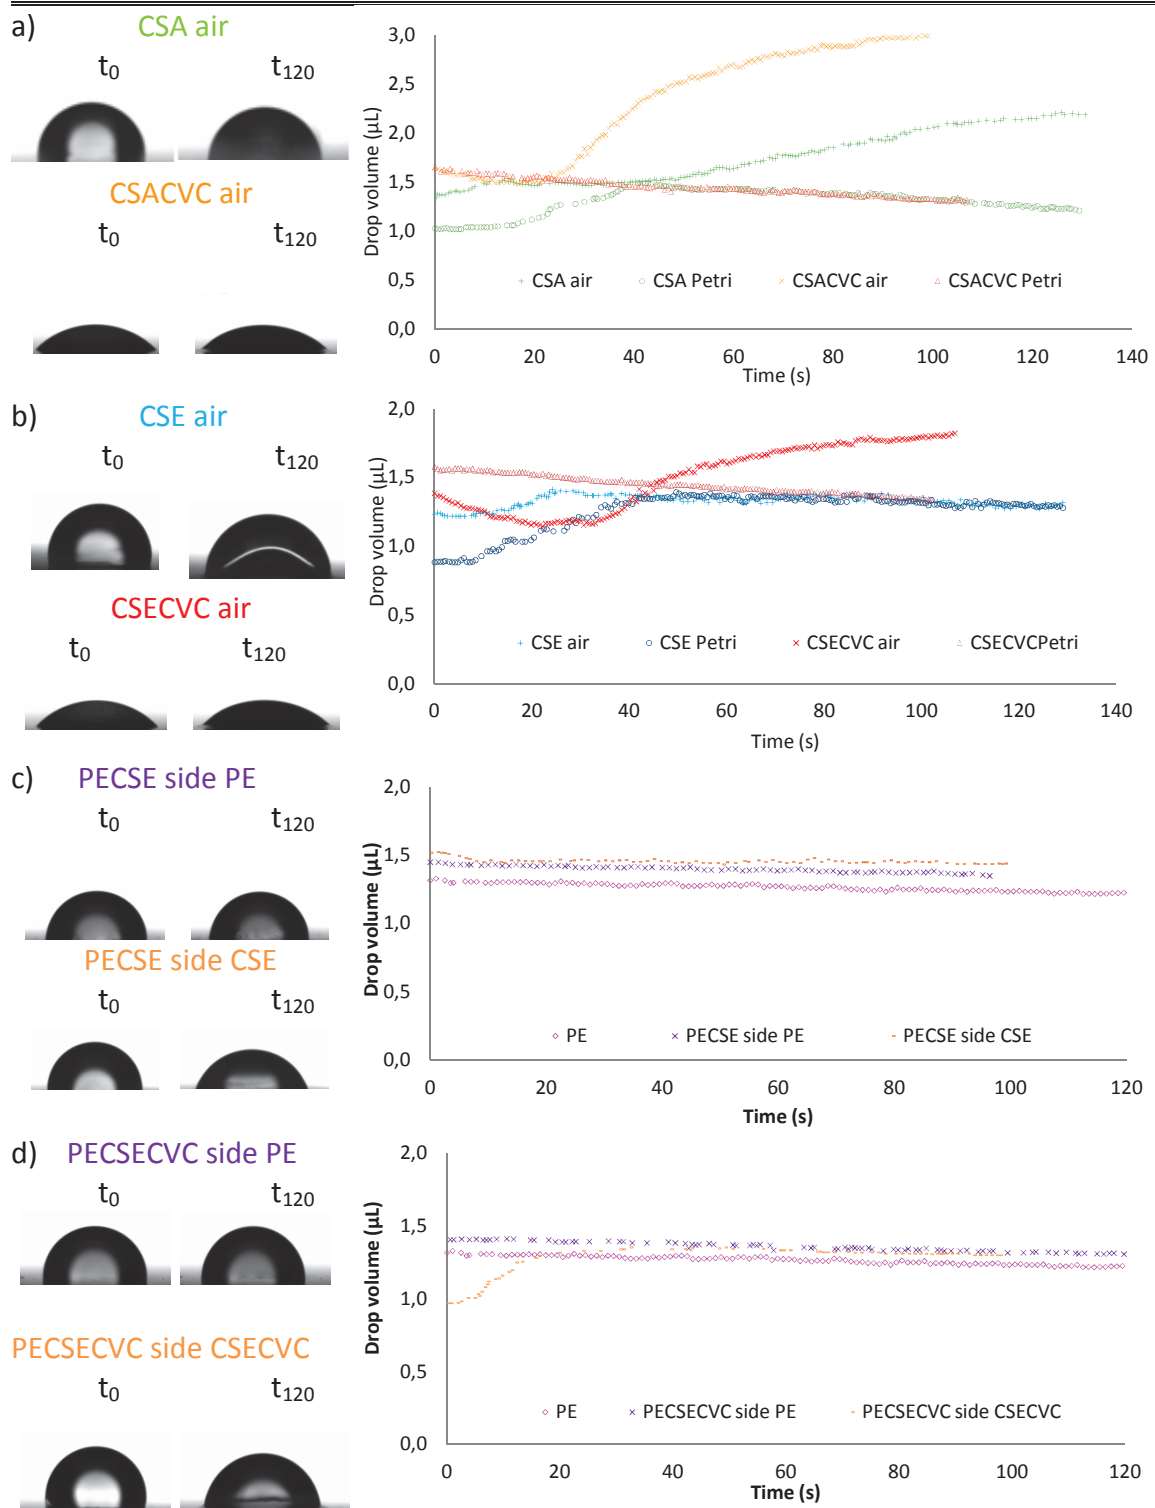 a) CSA air
t0 t120
CSACVC air
t0 t120
Drop volume (µL)
3,0
2,5
2,0
1,5
1,0
0,5
0,0
CSA air CSA Petri CSACVC air CSACVC Petri
0 20 40 60 80 100 120 140
Time (s)
b) CSE air
t0 t120
CSECVC air
t0 t120
Drop volume (µL)
2,0
1,5
1,0
0,5
0,0
CSE air CSE Petri CSECVC air CSECVCPetri
0 20 40 60 80 100 120 140
Time (s)
c) PECSE side PE
t0 t120
PECSE side CSE
Drop volume (µL)
2,0
1,5
1,0
0,5
0,0
PE PECSE side PE PECSE side CSE
0 20 40 60 80 100 120
Time (s)
d) PECSECVC side PE
t0 t120
PECSECVC side CSECVC
t0 t120
Drop volume (µL)
2,0
1,5
1,0
0,5
0,0
PE PECSECVC side PE PECSECVC side CSECVC
0 20 40 60 80 100 120
Time (s)